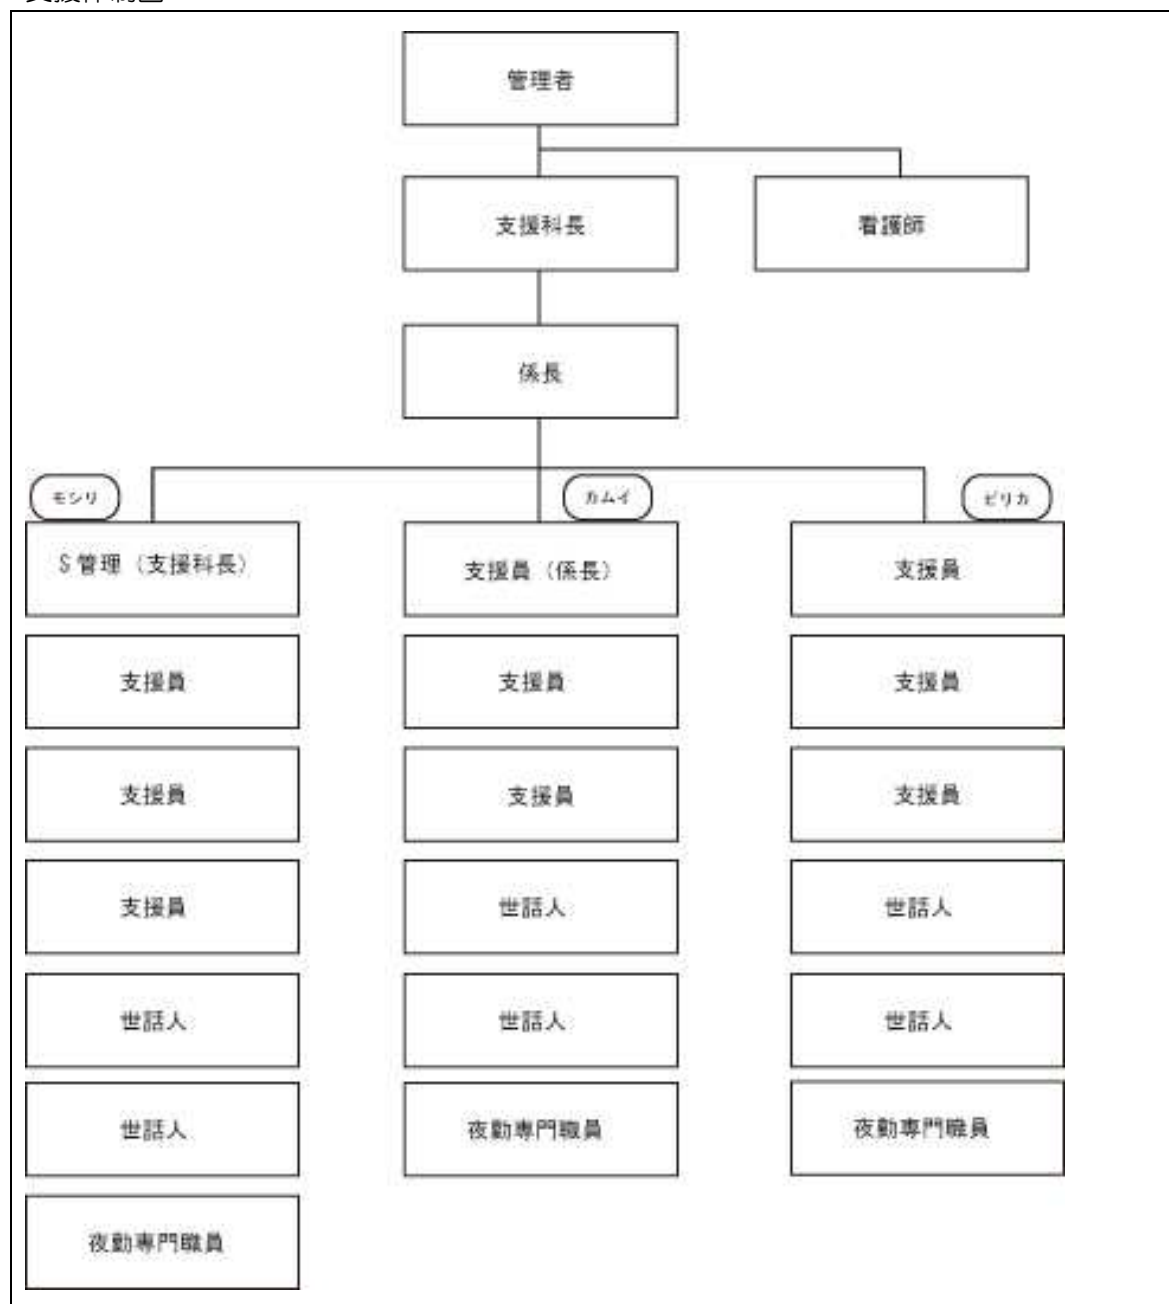 管理者
支援科長
看護師
係長
モシリ
カムイ
ピリカ
S管理（支援科長）
支援員（係長）
支援員
支援員
支援員
支援員
支援員
支援員
支援員
支援員
世話人
世話人
世話人
世話人
世話人
世話人
夜勤専門職員
夜勤専門職員
夜勤専門職員